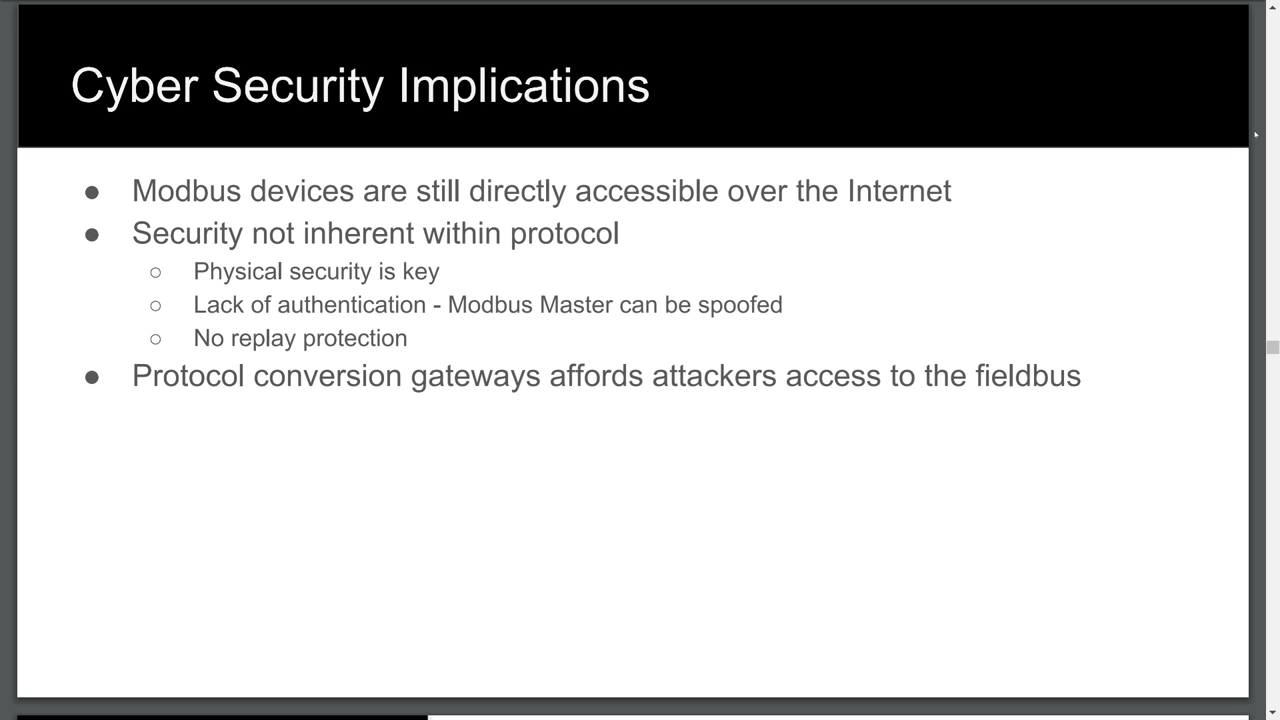 Cyber Security Implications
● Modbus devices are still directly accessible over the Internet
● Security not inherent within protocol
○ Physical security is key
○ Lack of authentication - Modbus Master can be spoofed
○ No replay protection
● Protocol conversion gateways affords attackers access to the fieldbus